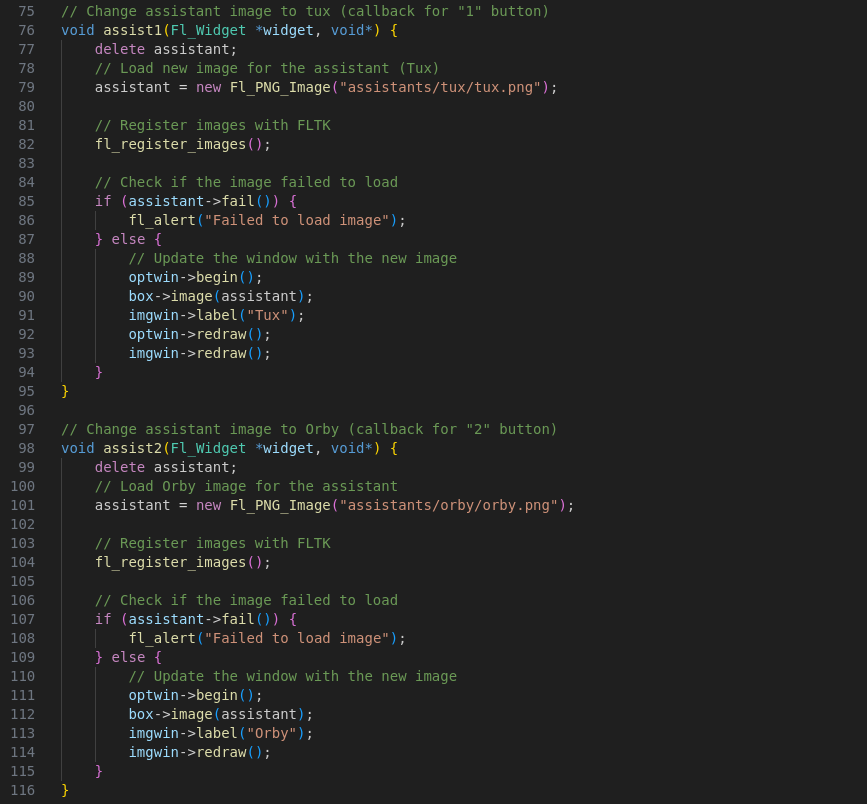 75 // Change assistant image to tux (callback for "1" button)
76 void assist1(Fl_Widget *widget, void*) {
77     delete assistant;
78     // Load new image for the assistant (Tux)
79     assistant = new Fl_PNG_Image("assistants/tux/tux.png");
80
81     // Register images with FLTK
82     fl_register_images();
83
84     // Check if the image failed to load
85     if (assistant->fail()) {
86         fl_alert("Failed to load image");
87     } else {
88         // Update the window with the new image
89         optwin->begin();
90         box->image(assistant);
91         imgwin->label("Tux");
92         optwin->redraw();
93         imgwin->redraw();
94     }
95 }
96
97 // Change assistant image to Orby (callback for "2" button)
98 void assist2(Fl_Widget *widget, void*) {
99     delete assistant;
100     // Load Orby image for the assistant
101     assistant = new Fl_PNG_Image("assistants/orby/orby.png");
102
103     // Register images with FLTK
104     fl_register_images();
105
106     // Check if the image failed to load
107     if (assistant->fail()) {
108         fl_alert("Failed to load image");
109     } else {
110         // Update the window with the new image
111         optwin->begin();
112         box->image(assistant);
113         imgwin->label("Orby");
114         imgwin->redraw();
115     }
116 }